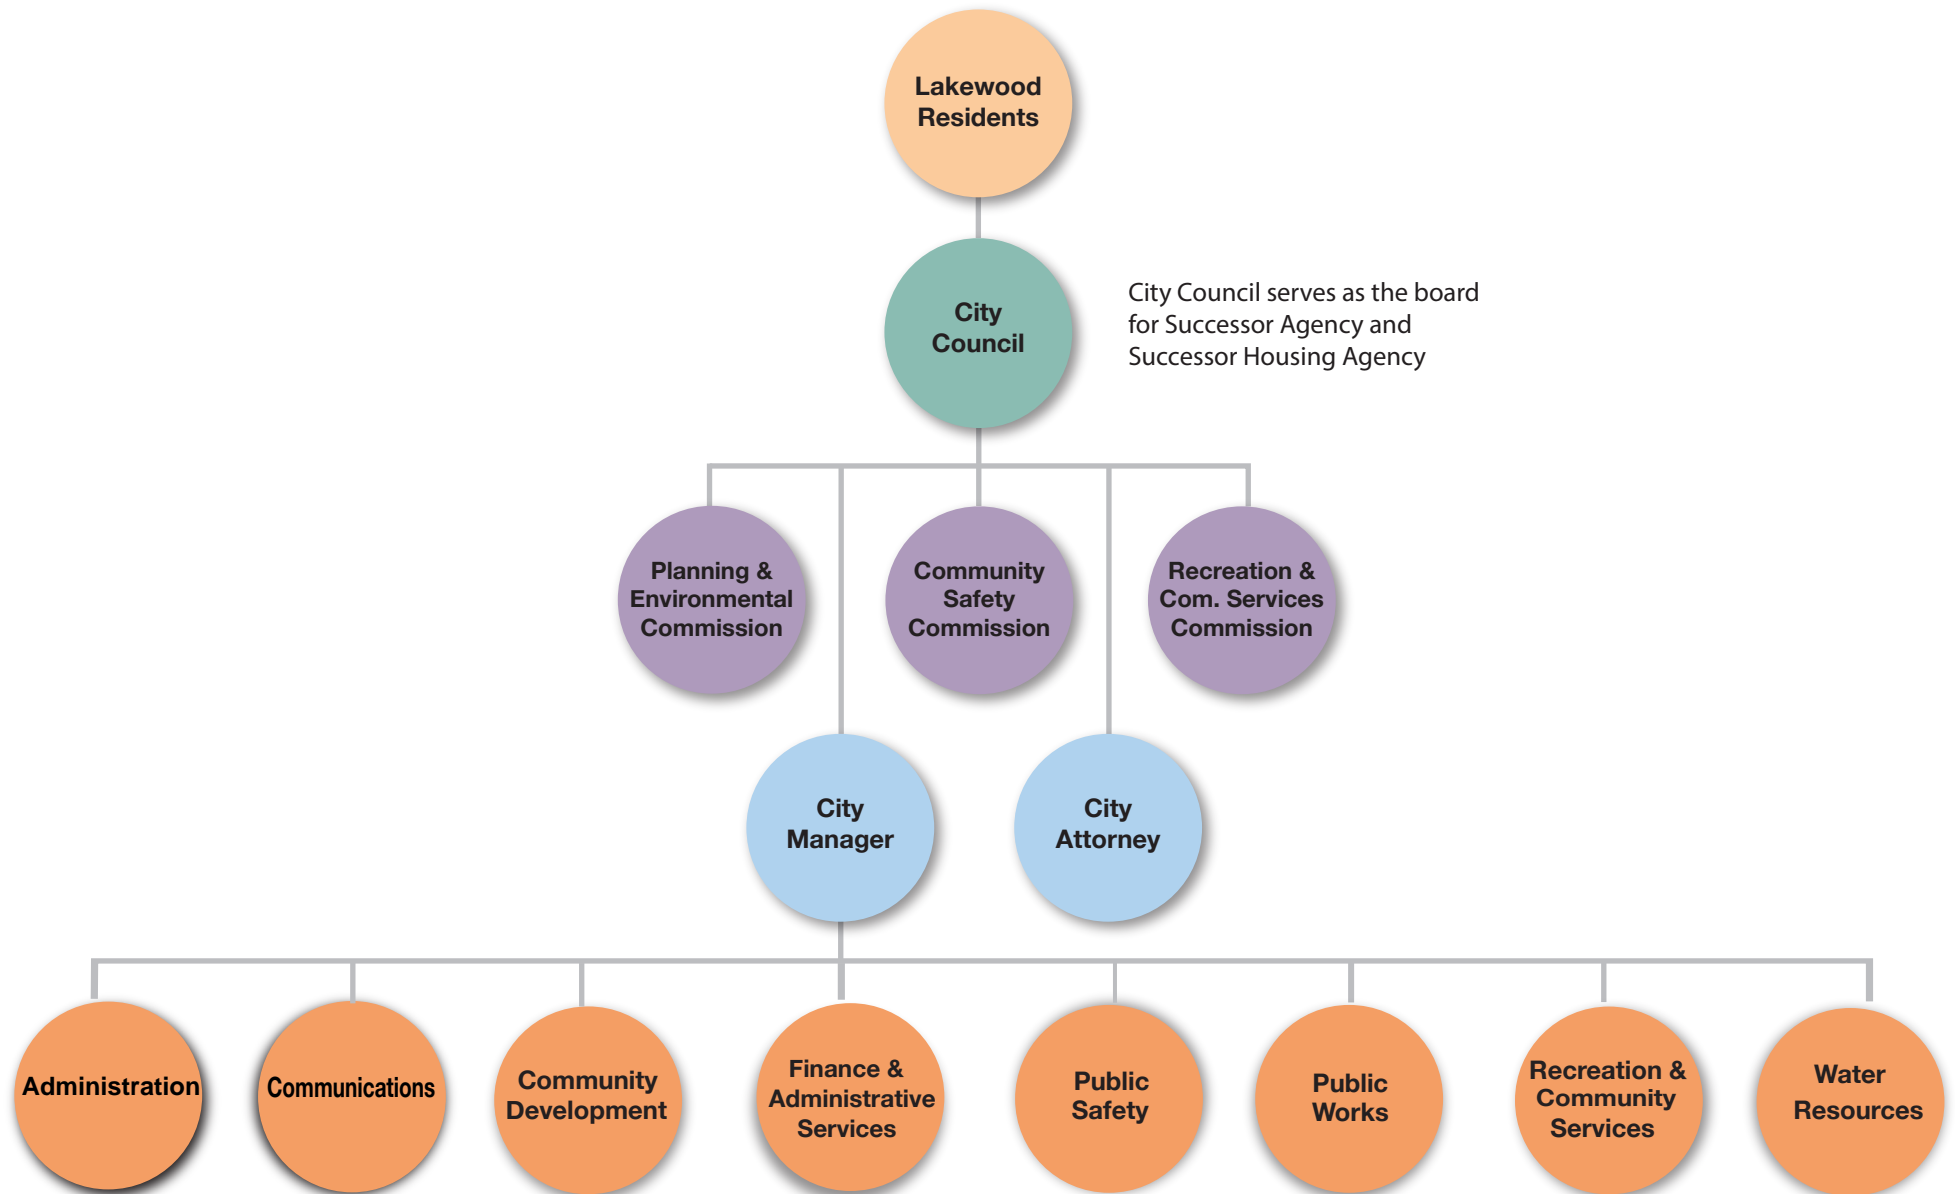 Lakewood
Residents
City
Council
City Council serves as the board
for Successor Agency and
Successor Housing Agency
Planning &
Environmental
Commission
Community
Safety
Commission
Recreation &
Com. Services
Commission
City
Manager
City
Attorney
Administration
Communications
Community
Development
Finance &
Administrative
Services
Public
Safety
Public
Works
Recreation &
Community
Services
Water
Resources